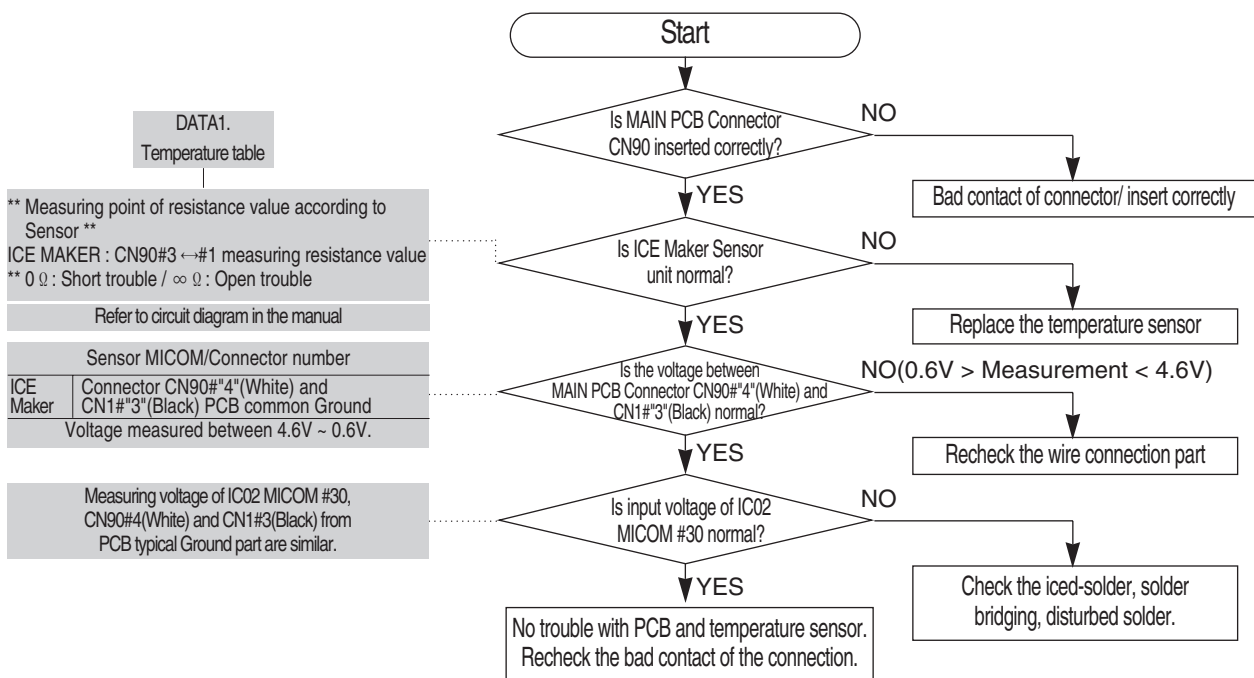 Start
Is MAIN PCB Connector
CN90 inserted correctly?
NO
Bad contact of connector/ insert correctly
YES
DATA1.
Temperature table
** Measuring point of resistance value according to
Sensor **
ICE MAKER : CN90#3 ↔#1 measuring resistance value
** 0 Ω : Short trouble / ∞ Ω : Open trouble
Refer to circuit diagram in the manual
Is ICE Maker Sensor
unit normal?
NO
Replace the temperature sensor
YES
Sensor MICOM/Connector number
ICE
Maker
Connector CN90#"4"(White) and
CN1#"3"(Black) PCB common Ground
Voltage measured between 4.6V ~ 0.6V.
Is the voltage between
MAIN PCB Connector CN90#"4"(White) and
CN1#"3"(Black) normal?
NO(0.6V > Measurement < 4.6V)
Recheck the wire connection part
YES
Measuring voltage of IC02 MICOM #30,
CN90#4(White) and CN1#3(Black) from
PCB typical Ground part are similar.
Is input voltage of IC02
MICOM #30 normal?
NO
Check the iced-solder, solder
bridging, disturbed solder.
YES
No trouble with PCB and temperature sensor.
Recheck the bad contact of the connection.